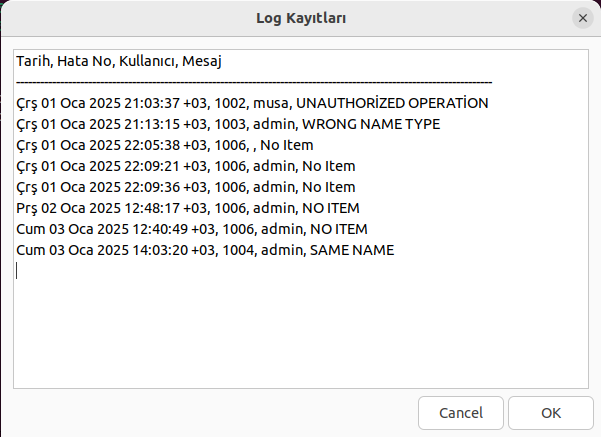 Log Kayıtları
Tarih, Hata No, Kullanıcı, Mesaj
--------------------------------------------------------------------------------------------------------------------
Çrş 01 Oca 2025 21:03:37 +03, 1002, musa, UNAUTHORİZED OPERATİON
Çrş 01 Oca 2025 21:13:15 +03, 1003, admin, WRONG NAME TYPE
Çrş 01 Oca 2025 22:05:38 +03, 1006, , No Item
Çrş 01 Oca 2025 22:09:21 +03, 1006, admin, No Item
Çrş 01 Oca 2025 22:09:36 +03, 1006, admin, No Item
Prş 02 Oca 2025 12:48:17 +03, 1006, admin, NO ITEM
Cum 03 Oca 2025 12:40:49 +03, 1006, admin, NO ITEM
Cum 03 Oca 2025 14:03:20 +03, 1004, admin, SAME NAME
Cancel
OK